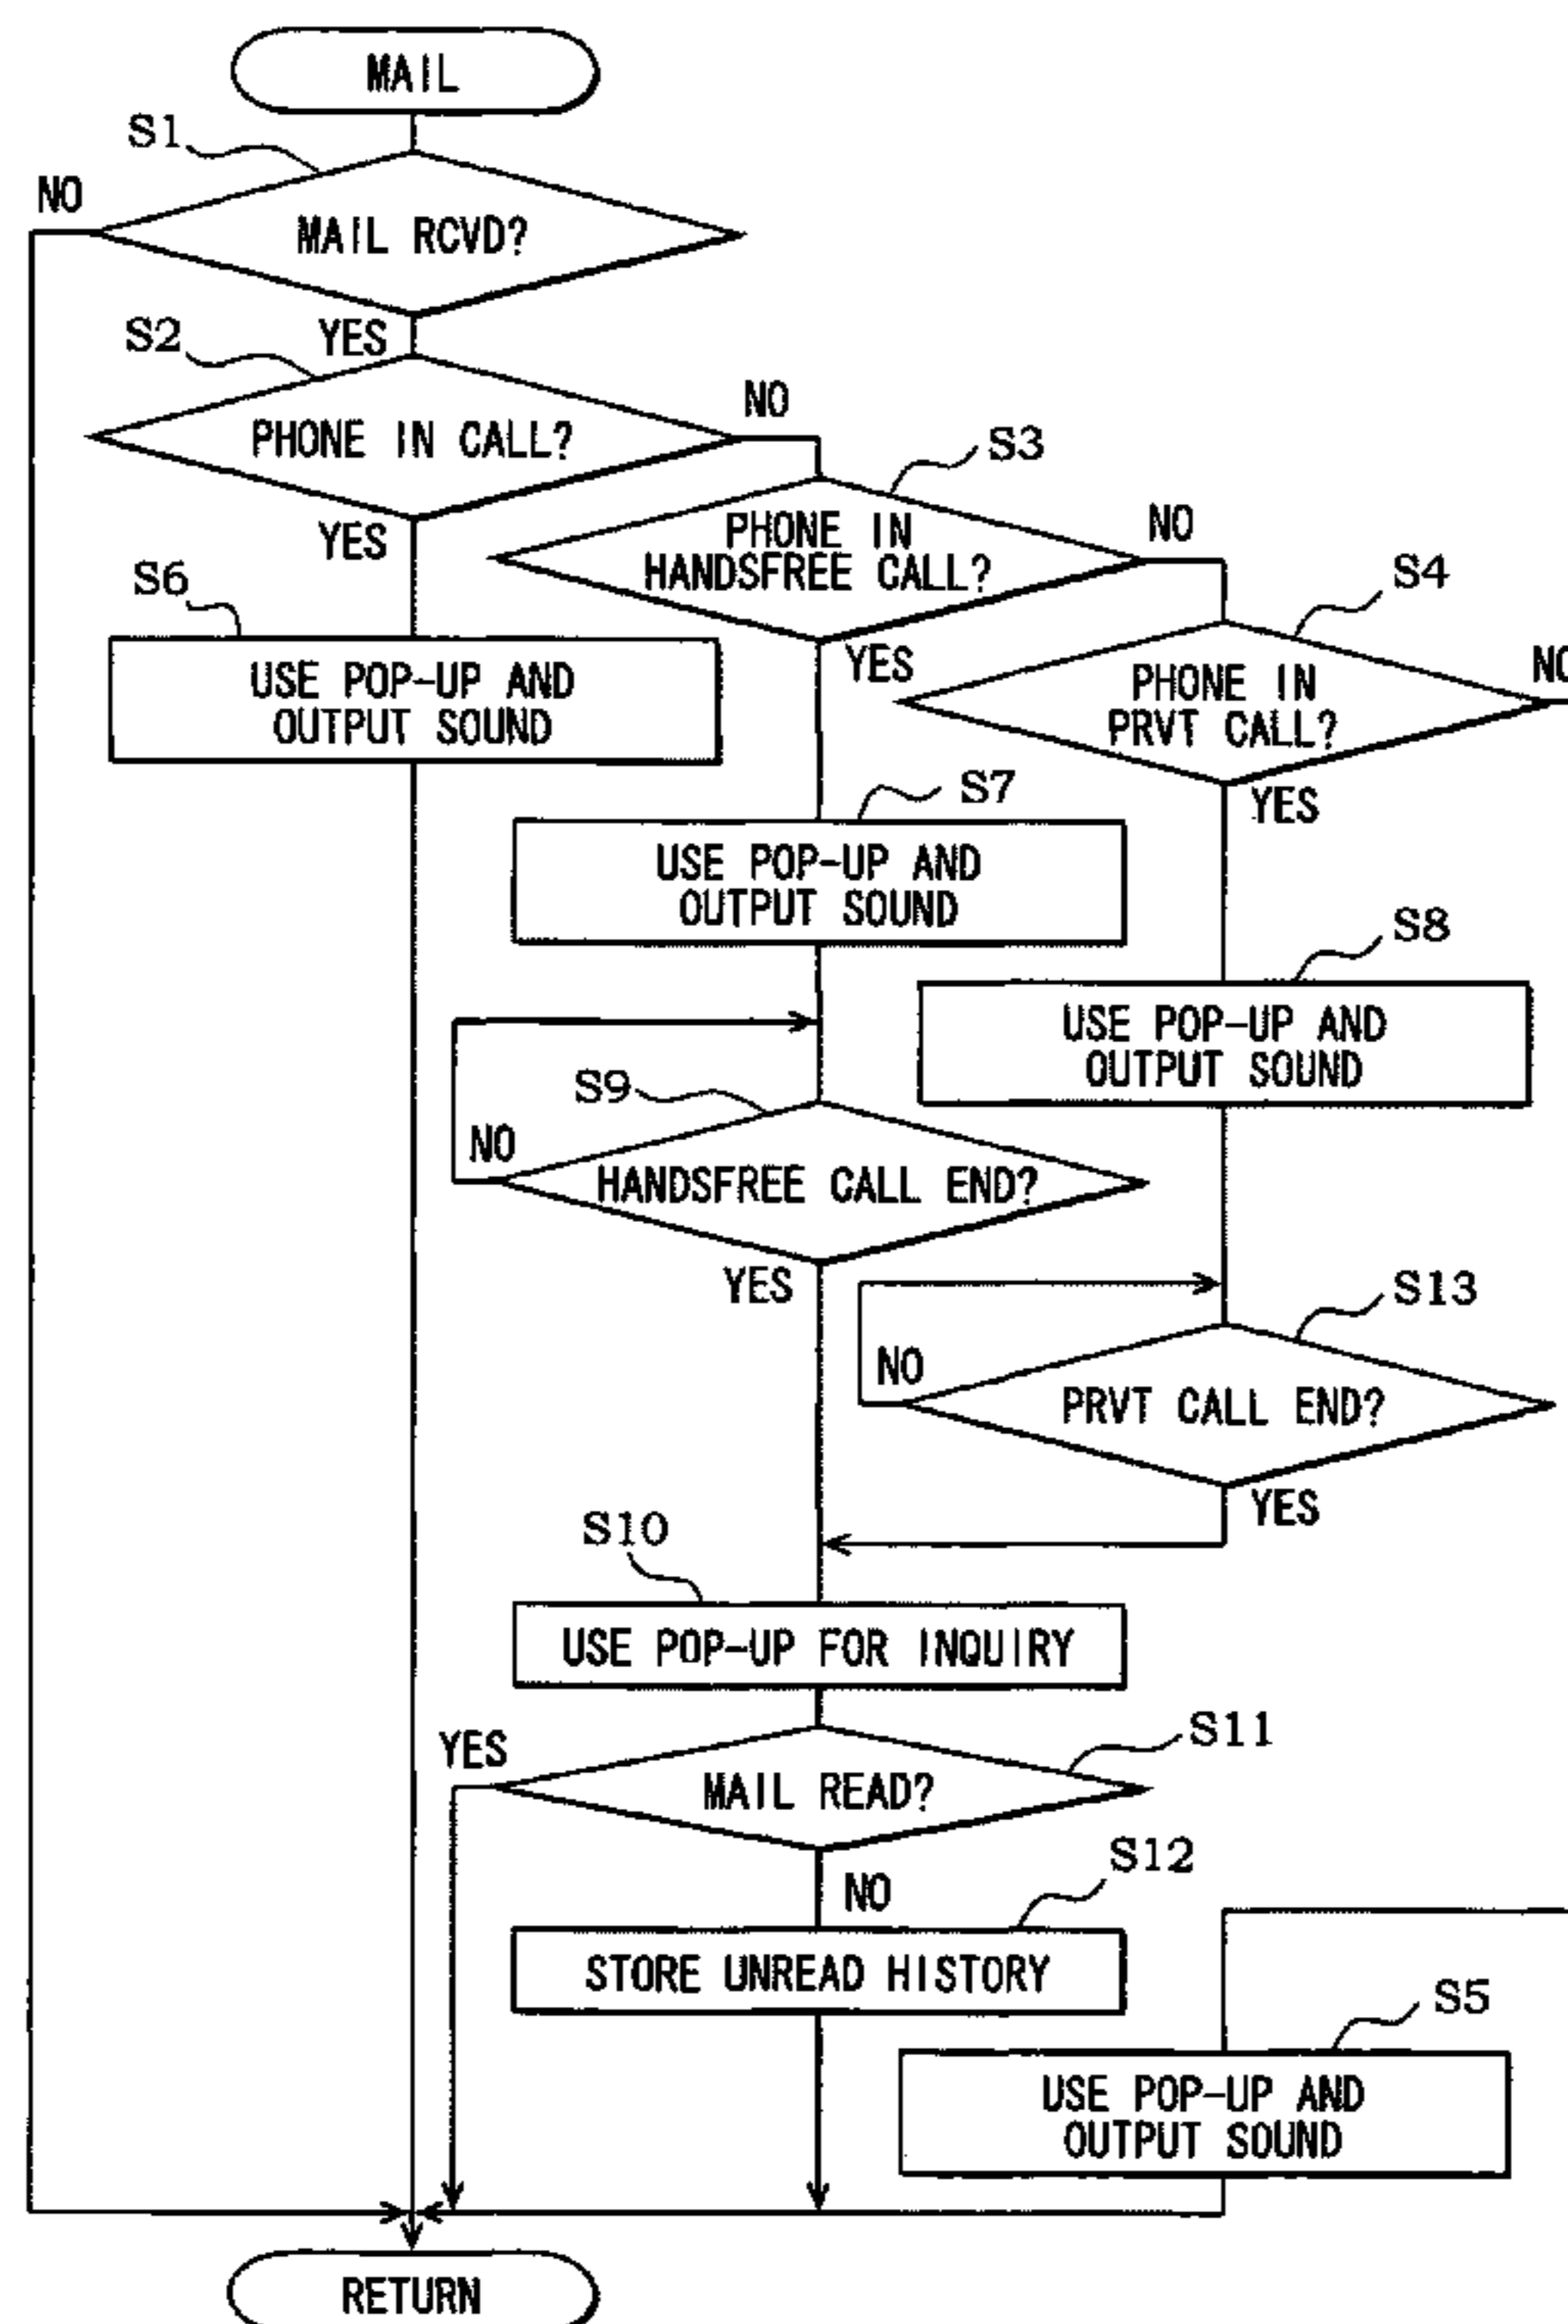 MAIL
S1
NO
MAIL RCVD?
S2
YES
NO
PHONE IN CALL?
S3
YES
PHONE IN
HANDSFREE CALL?
NO
S4
S6
YES
NO
USE POP-UP AND
OUTPUT SOUND
PHONE IN
PRVT CALL?
S7
YES
USE POP-UP AND
OUTPUT SOUND
S8
USE POP-UP AND
OUTPUT SOUND
S9
NO
HANDSFREE CALL END?
YES
S13
NO
PRVT CALL END?
YES
S10
USE POP-UP FOR INQUIRY
YES
S11
MAIL READ?
S12
NO
STORE UNREAD HISTORY
S5
USE POP-UP AND
OUTPUT SOUND
RETURN